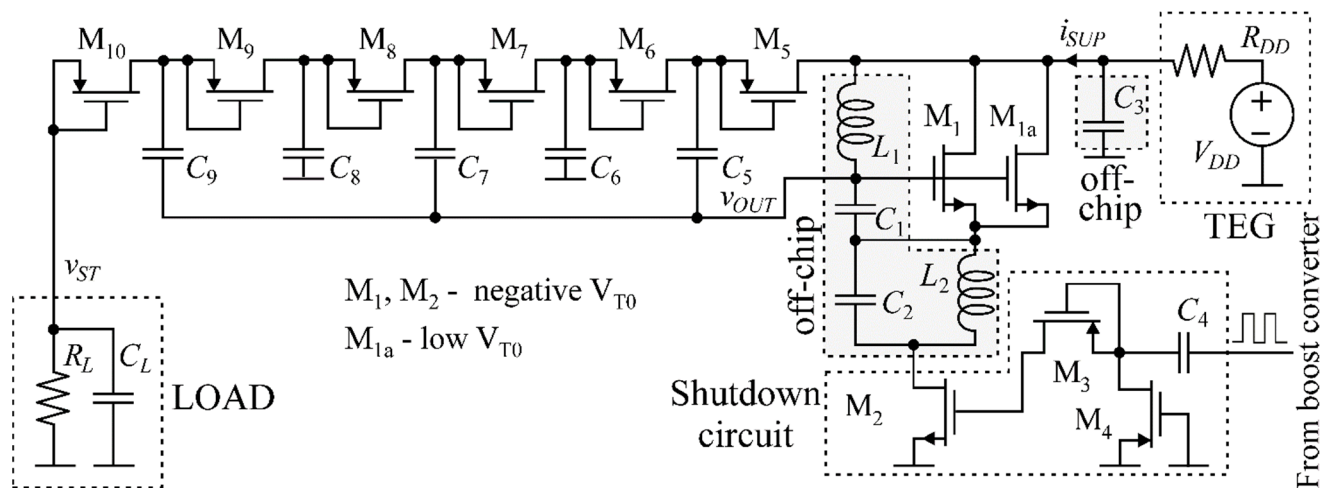 M10 M9 M8 M7 M6 M5 iSUP RDD
C3
M1 M1a
L1
C9 C8 C7 C6 C5 VDD
vOUT off-chip
C1 TEG
vST
off-chip
L2
M1, M2 - negative VT0
C2 C4
M1a - low VT0
RL CL
M3
LOAD
Shutdown circuit
M2 M4
From boost converter